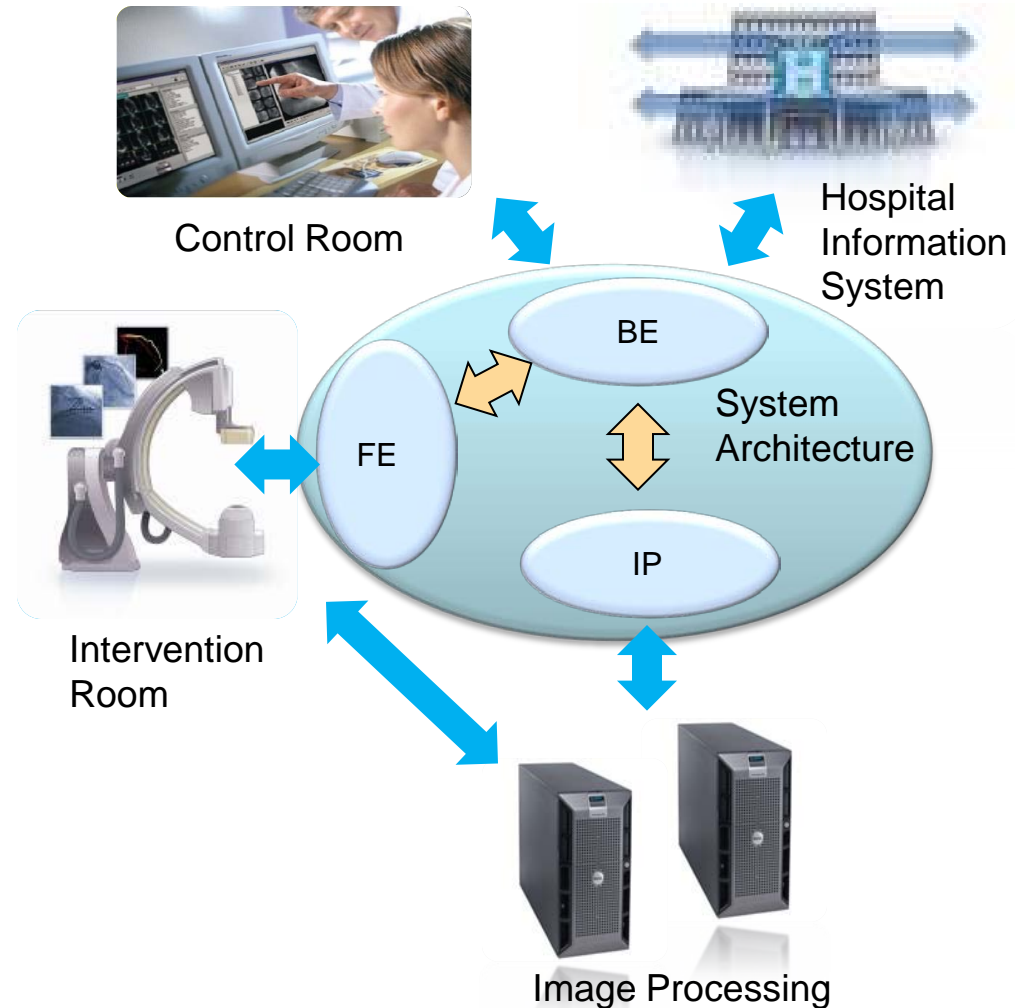 Control Room
Hospital
Information
System
H
BE
System
Architecture
FE
IP
Intervention
Room
Image Processing